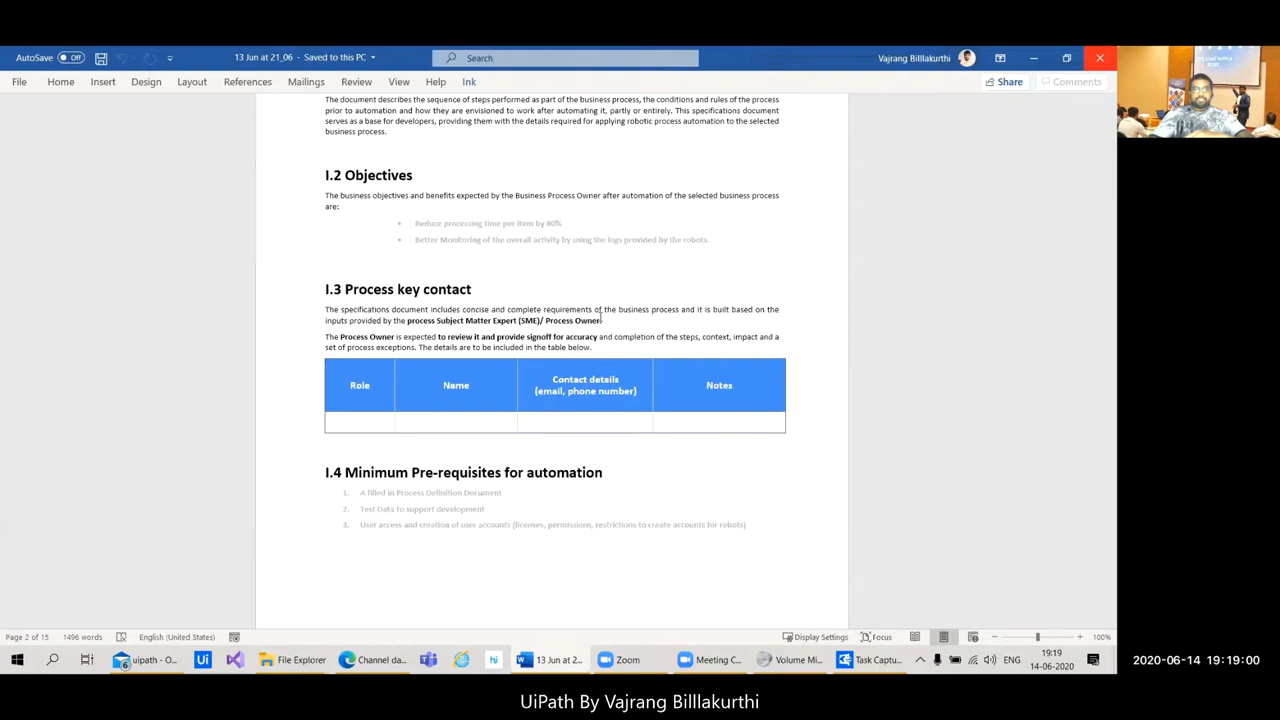 AutoSave Off 13 Jun at 21_06 - Saved to this PC Search Vajrang Billlakurthi
File Home Insert Design Layout References Mailings Review View Help Ink Share Comments
The document describes the sequence of steps performed as part of the business process, the conditions and rules of the process
prior to automation and how they are envisioned to work after automating it, partly or entirely. This specifications document
serves as a base for developers, providing them with the details required for applying robotic process automation to the selected
business process.
I.2 Objectives
The business objectives and benefits expected by the Business Process Owner after automation of the selected business process
are:
• Reduce processing time per item by 80%
• Better Monitoring of the overall activity by using the logs provided by the robots.
I.3 Process key contact
The specifications document includes concise and complete requirements of the business process and it is built based on the
inputs provided by the process Subject Matter Expert (SME)/ Process Owner.
The Process Owner is expected to review it and provide signoff for accuracy and completion of the steps, context, impact and a
set of process exceptions. The details are to be included in the table below.
Role Name Contact details Notes
(email, phone number)
I.4 Minimum Pre-requisites for automation
1. A filled in Process Definition Document
2. Test Data to support development
3. User access and creation of user accounts (licenses, permissions, restrictions to create accounts for robots)
Page 2 of 15 1496 words English (United States) Display Settings Focus 100%
uipath - O... Ui File Explorer Channel da... hi 13 Jun at 2... Zoom Meeting C... Volume Mi... Task Captu... ENG 19:19
14-06-2020
2020-06-14 19:19:00
UiPath By Vajrang Billlakurthi